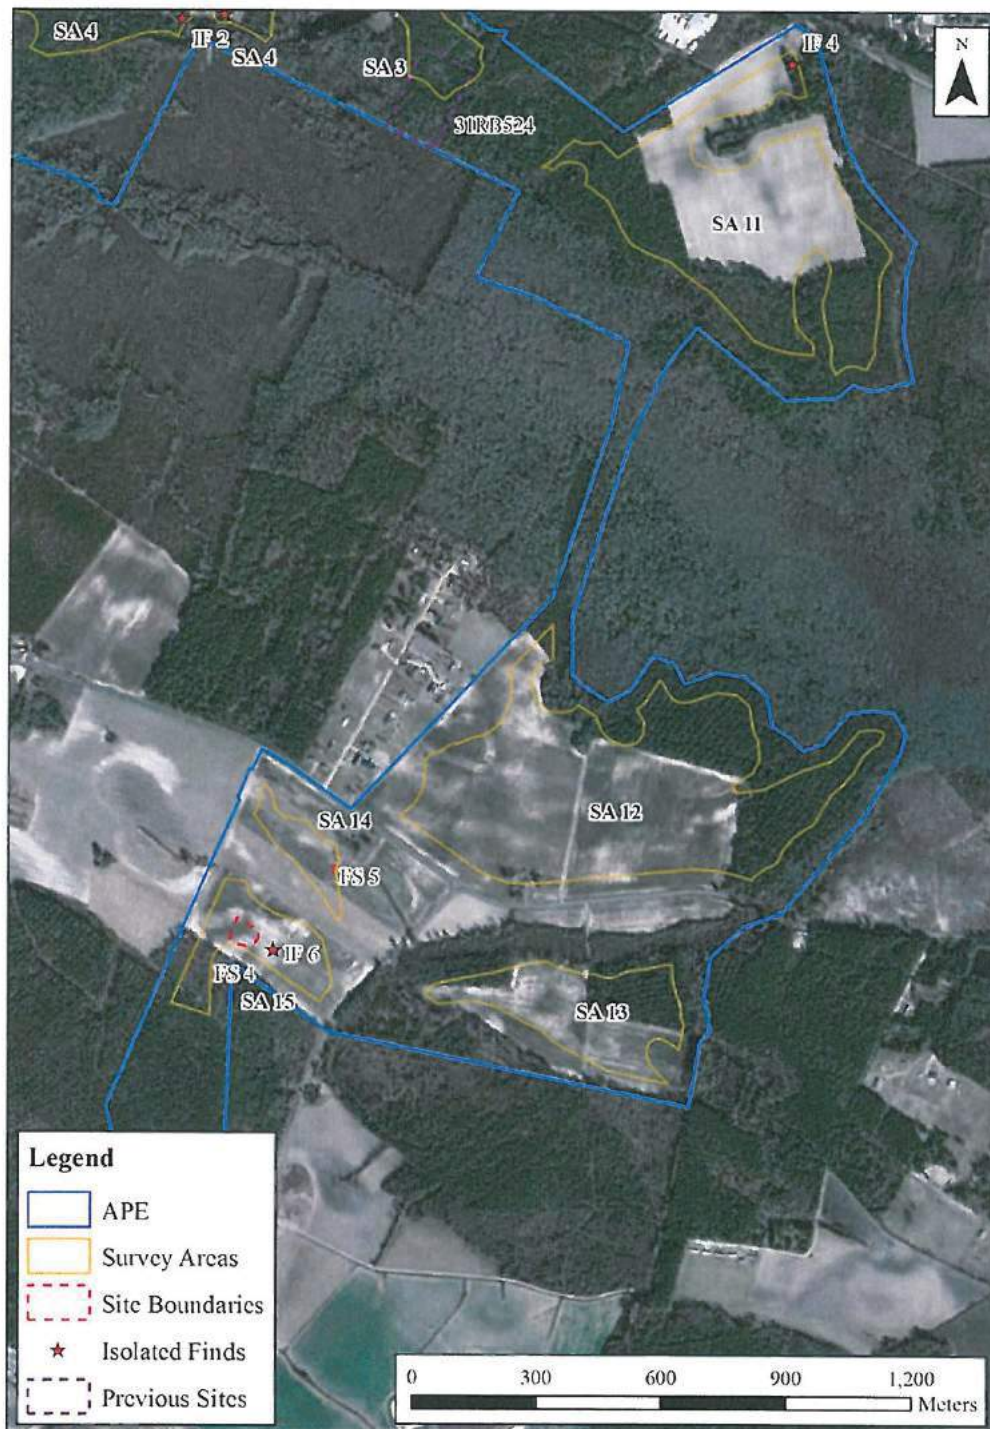 SA 4
IF 2
SA 4
SA 3
IF 4
N
31RB524
SA 11
SA 12
SA 14
FS 5
IF 6
FS 4
SA 15
SA 13
Legend
APE
Survey Areas
Site Boundaries
Isolated Finds
Previous Sites
0 300 600 900 1,200
Meters